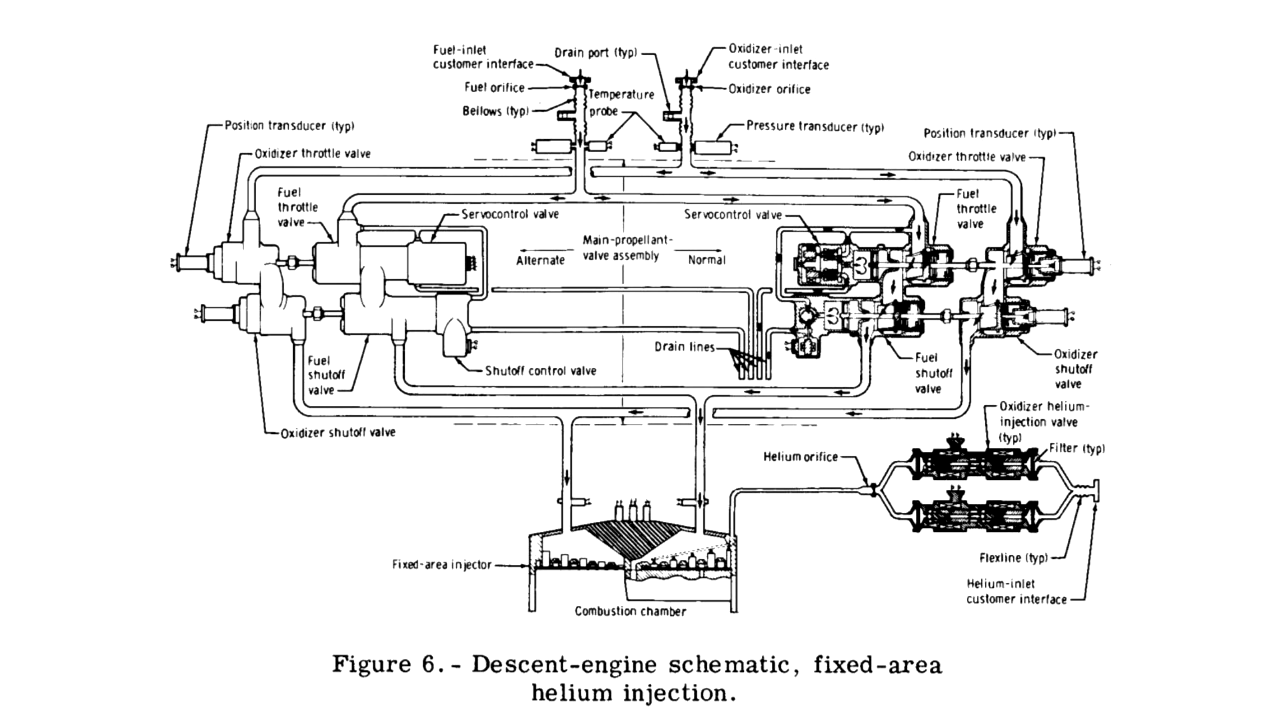 Fuel-inlet
customer interface
Drain port (typ)
Oxidizer-inlet
customer interface
Fuel orifice
Temperature
probe
Oxidizer orifice
Bellows (typ)
Position transducer (typ)
Pressure transducer (typ)
Position transducer (typ)
Oxidizer throttle valve
Oxidizer throttle valve
Fuel
throttle
valve
Fuel
throttle
valve
Servocontrol valve
Servocontrol valve
Main-propellant-
valve assembly
Alternate
Normal
Drain lines
Fuel
shutoff
valve
Shutoff control valve
Fuel
shutoff
valve
Oxidizer
shutoff
valve
Oxidizer shutoff valve
Oxidizer helium-
injection valve
(typ)
Helium orifice
Filter (typ)
Fixed-area injector
Flexline (typ)
Helium-inlet
customer interface
Combustion chamber
Figure 6. - Descent-engine schematic, fixed-area
helium injection.